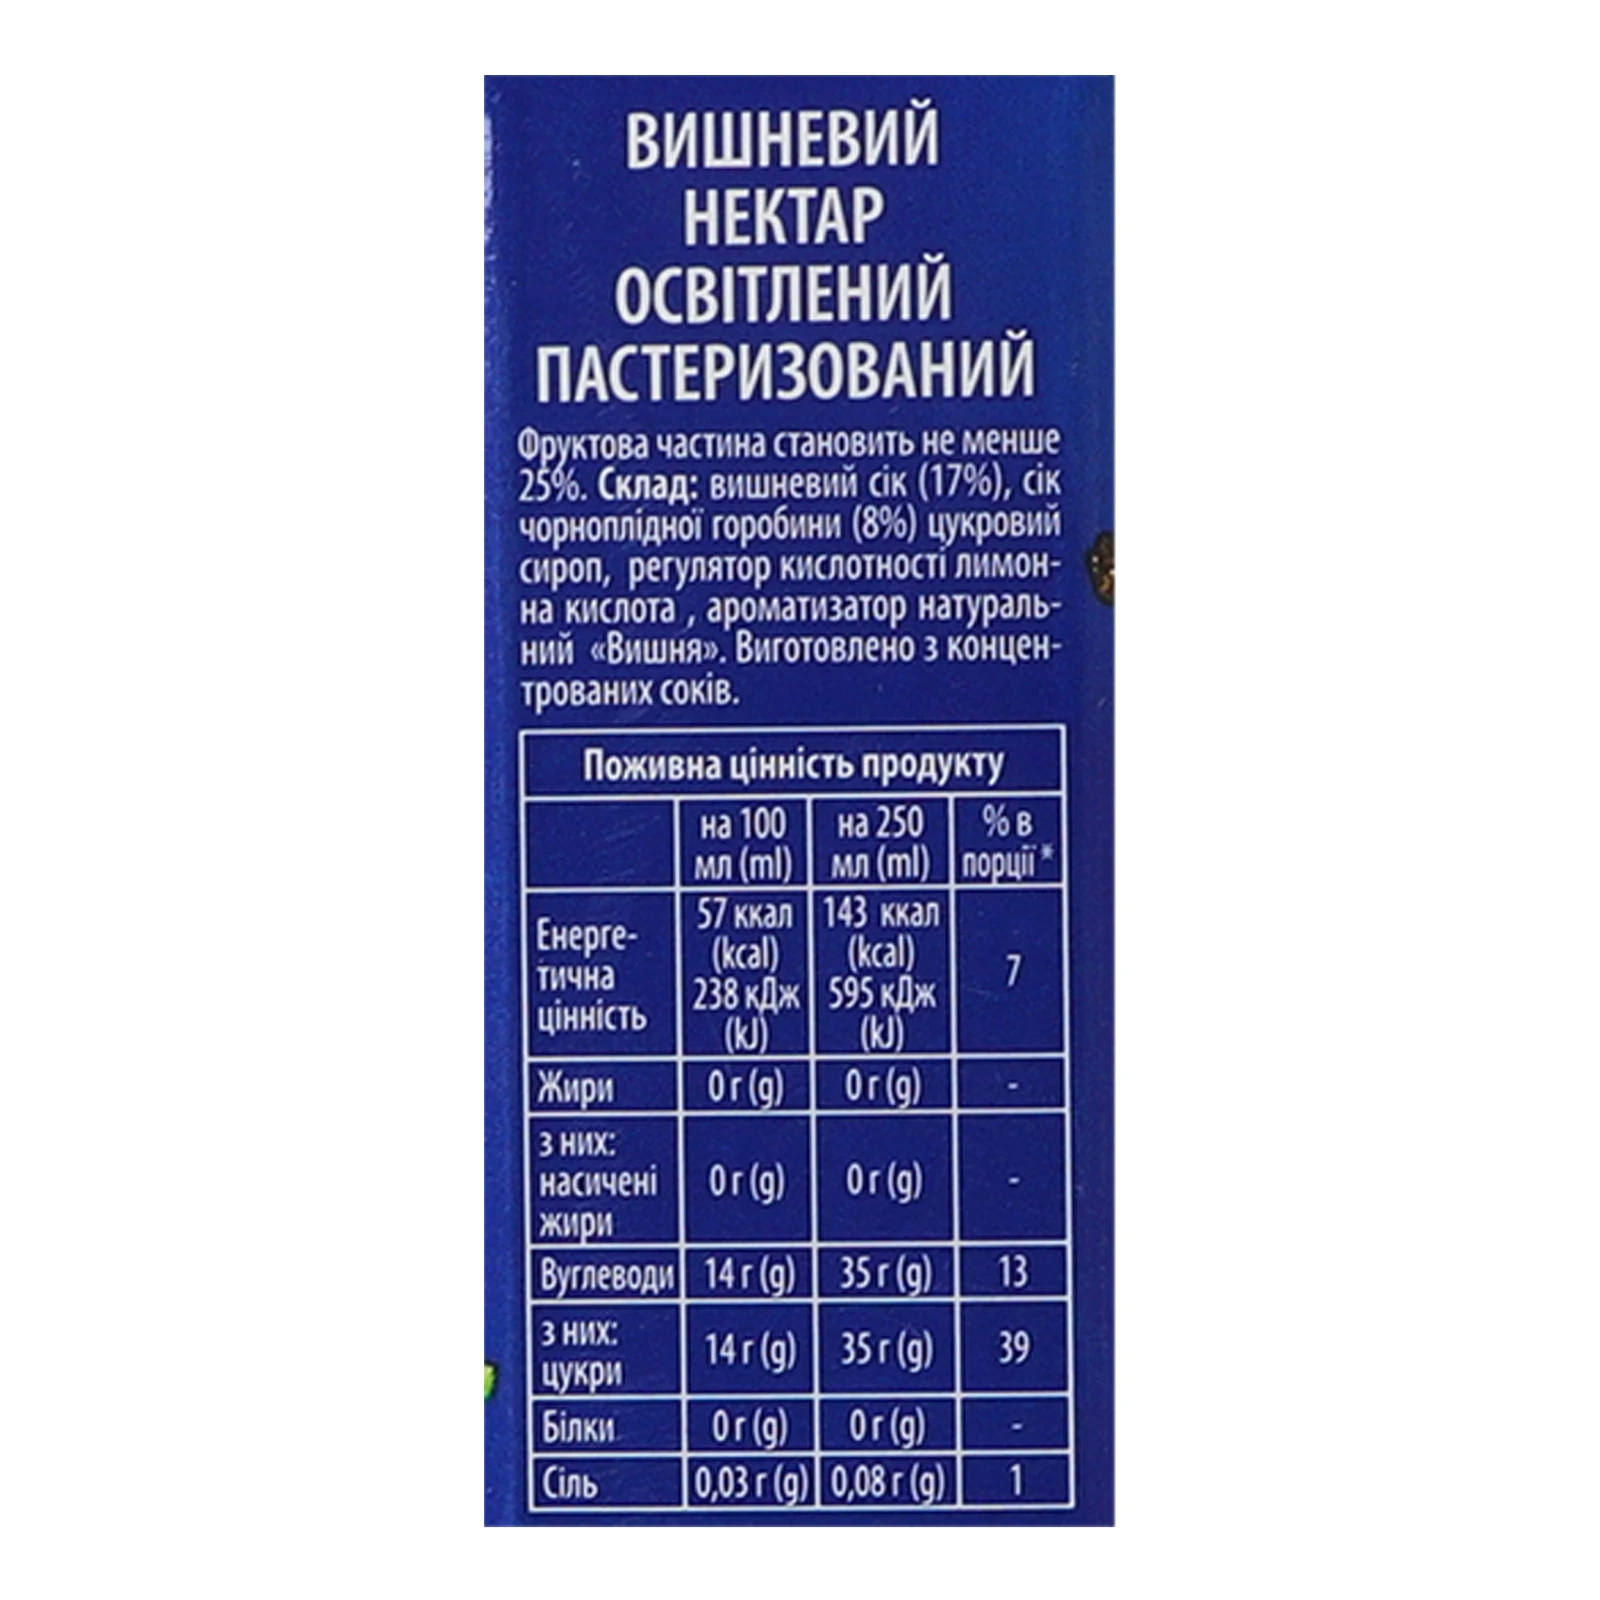 ВИШНЕВИЙ
НЕКТАР
ОСВІТЛЕНИЙ
ПАСТЕРИЗОВАНИЙ
Фруктова частина становить не менше
25%. Склад: вишневий сік (17%), сік
чорноплідної горобини (8%) цукровий
сироп, регулятор кислотності лимон-
на кислота , ароматизатор натураль-
ний «Вишня». Виготовлено з концен-
трованих соків.
Поживна цінність продукту
на 100 мл (ml) на 250 мл (ml) % в порції*
Енерге-тична цінність 57 ккал (kcal) 238 кДж (kJ) 143 ккал (kcal) 595 кДж (kJ) 7
Жири 0 г (g) 0 г (g) -
з них: насичені жири 0 г (g) 0 г (g) -
Вуглеводи 14 г (g) 35 г (g) 13
з них: цукри 14 г (g) 35 г (g) 39
Білки 0 г (g) 0 г (g) -
Сіль 0,03 г (g) 0,08 г (g) 1